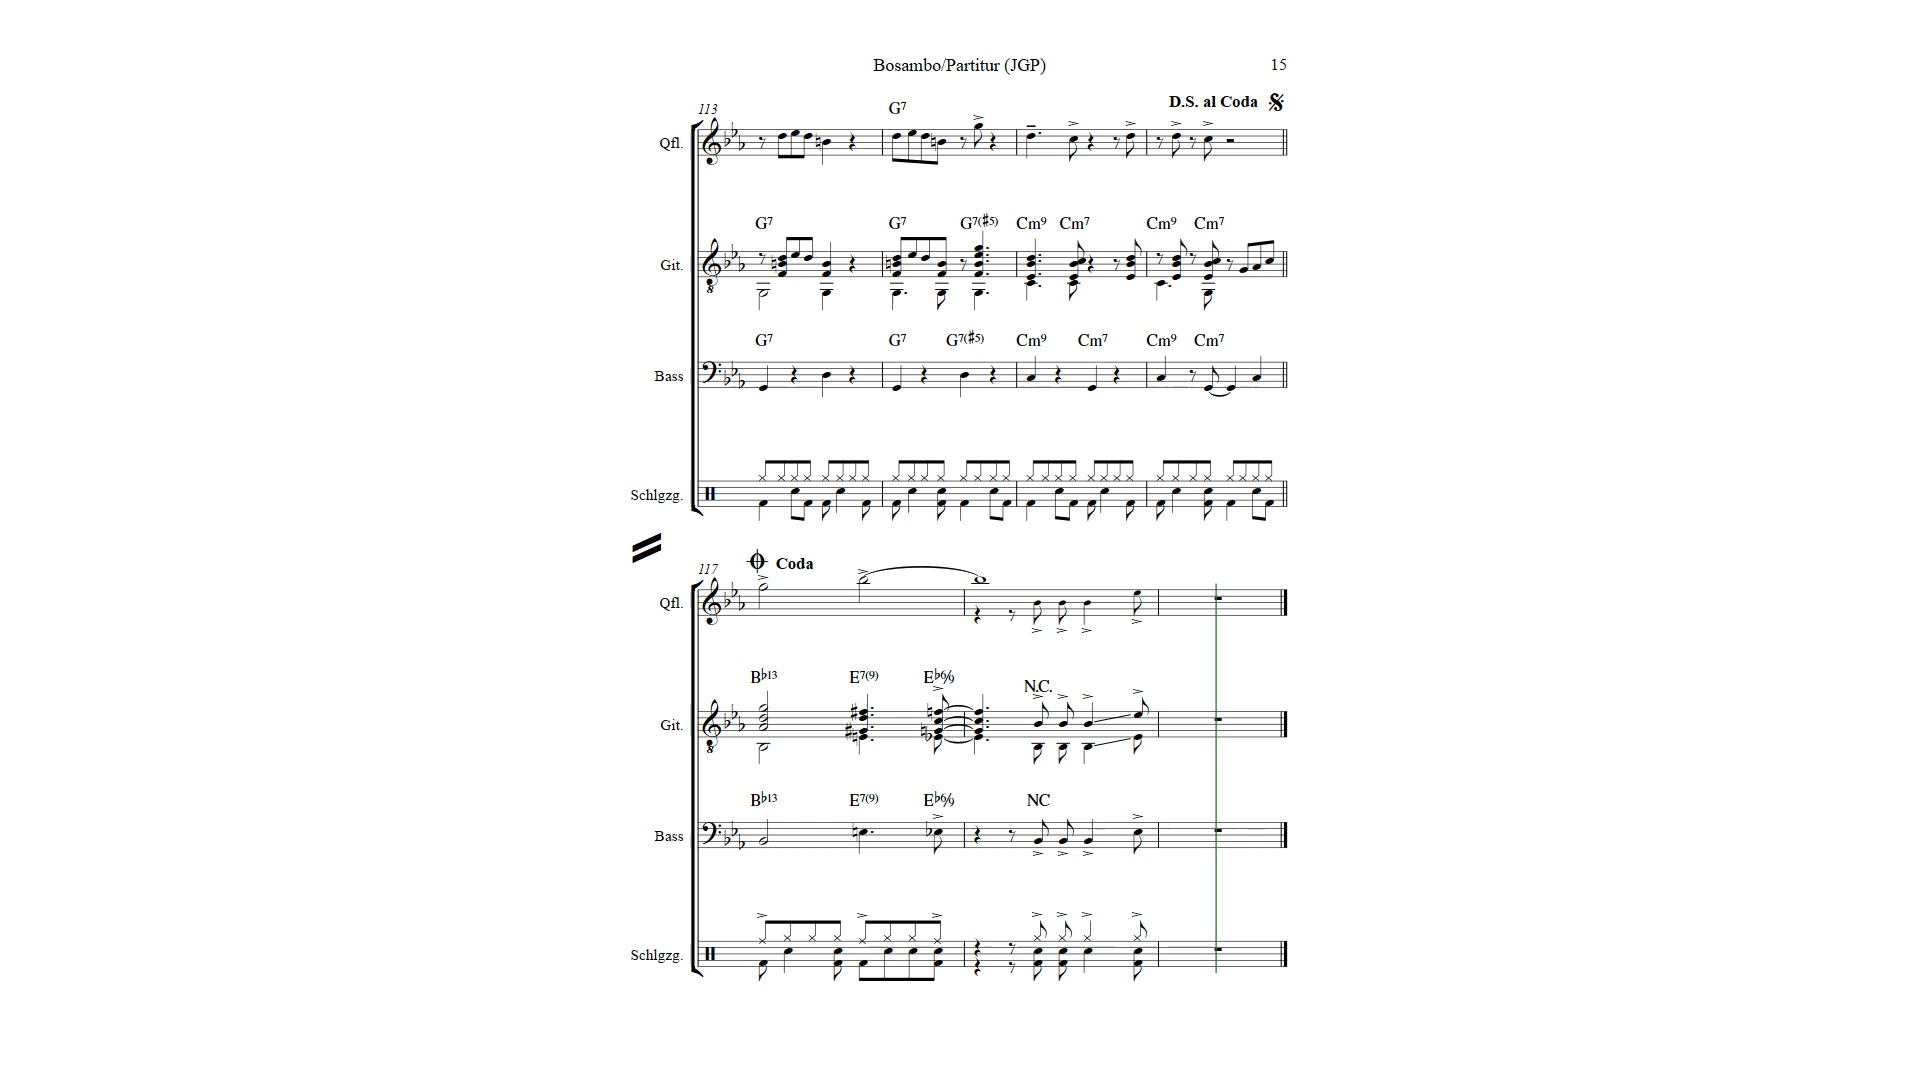 Bosambo/Partitur (JGP)
15
D.S. al Coda
113
G7
Qfl.
G7 G7 G7(♯5) Cm9 Cm7 Cm9 Cm7
Git.
G7 G7 G7(♯5) Cm9 Cm7 Cm9 Cm7
Bass
Schlgzg.
117 Coda
Qfl.
B♭13 E7(9) E♭6/9 N.C.
Git.
B♭13 E7(9) E♭6/9 NC
Bass
Schlgzg.